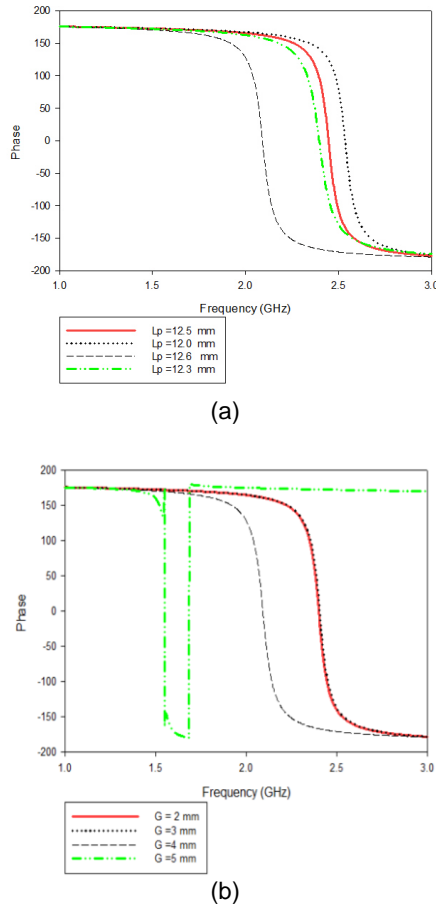 (a)
200
150
100
50
0
-50
-100
-150
-200
Phase
1.0 1.5 2.0 2.5 3.0
Frequency (GHz)
Lp =12.5 mm
Lp =12.0 mm
Lp =12.6 mm
Lp =12.3 mm
(a)
200
150
100
50
0
-50
-100
-150
-200
Phase
1.0 1.5 2.0 2.5 3.0
Frequency (GHz)
G = 2 mm
G =3 mm
G =4 mm
G =5 mm
(b)